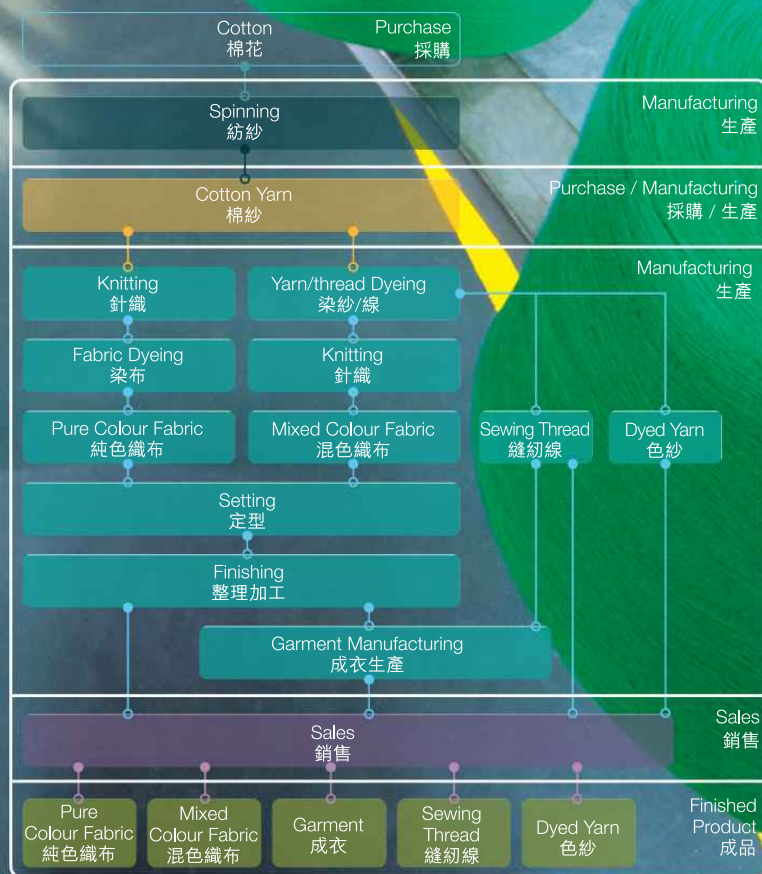 Cotton
棉花
Purchase
採購
Spinning
紡紗
Manufacturing
生產
Cotton Yarn
棉紗
Purchase / Manufacturing
採購 / 生產
Manufacturing
生產
Knitting
針織
Yarn/thread Dyeing
染紗/線
Fabric Dyeing
染布
Knitting
針織
Pure Colour Fabric
純色織布
Mixed Colour Fabric
混色織布
Sewing Thread
縫紉線
Dyed Yarn
色紗
Setting
定型
Finishing
整理加工
Garment Manufacturing
成衣生產
Sales
銷售
Sales
銷售
Pure
Colour Fabric
純色織布
Mixed
Colour Fabric
混色織布
Garment
成衣
Sewing
Thread
縫紉線
Dyed Yarn
色紗
Finished
Product
成品